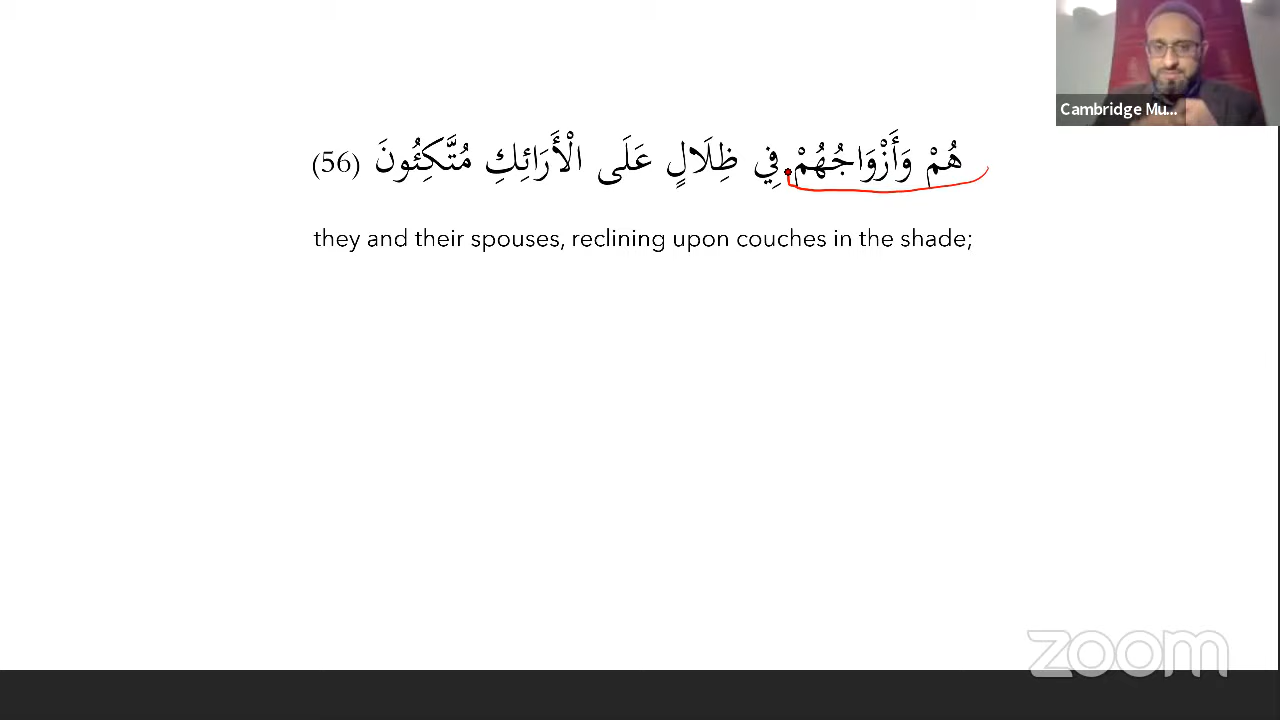 Cambridge Mu...
هُمْ وَأَزْوَاجُهُمْ فِي ظِلَالٍ عَلَى الْأَرَائِكِ مُتَّكِئُونَ (56)
they and their spouses, reclining upon couches in the shade;
zoom